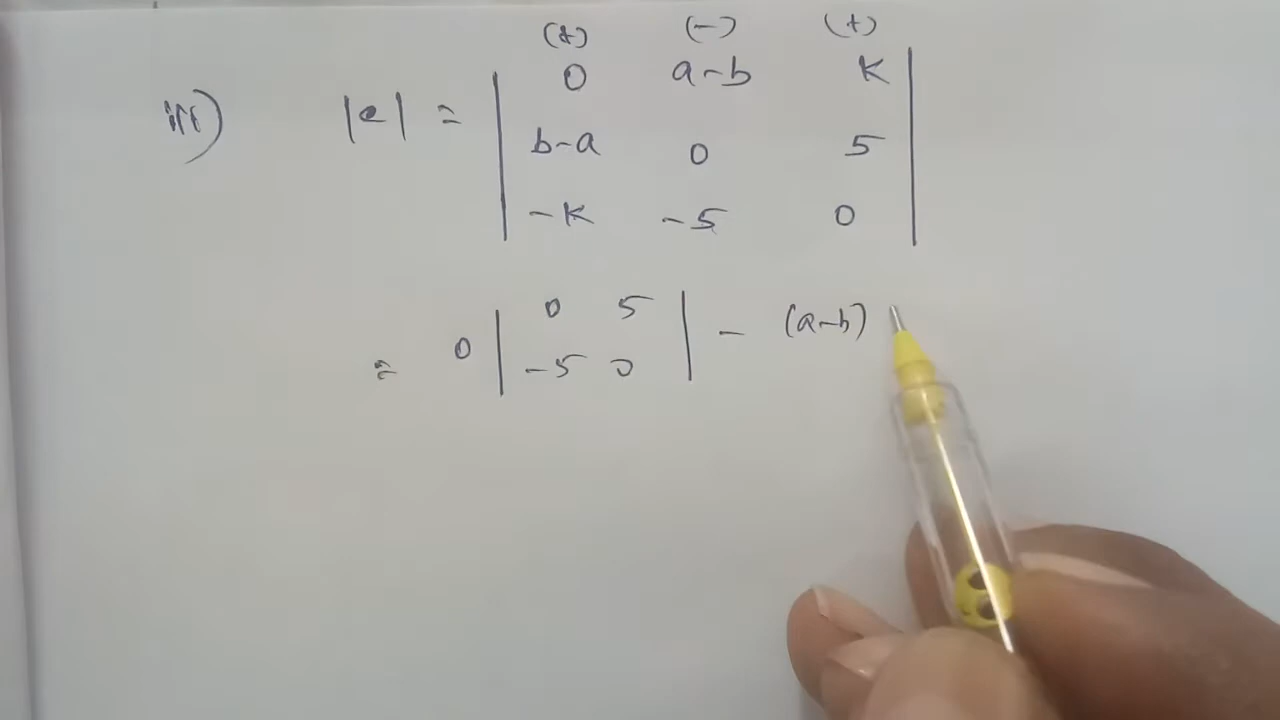 (+) (-) (+)
iii) |e| = | 0 a-b K |
| b-a 0 5 |
| -K -5 0 |
= 0 | 0 5 | - (a-b)
| -5 0 |